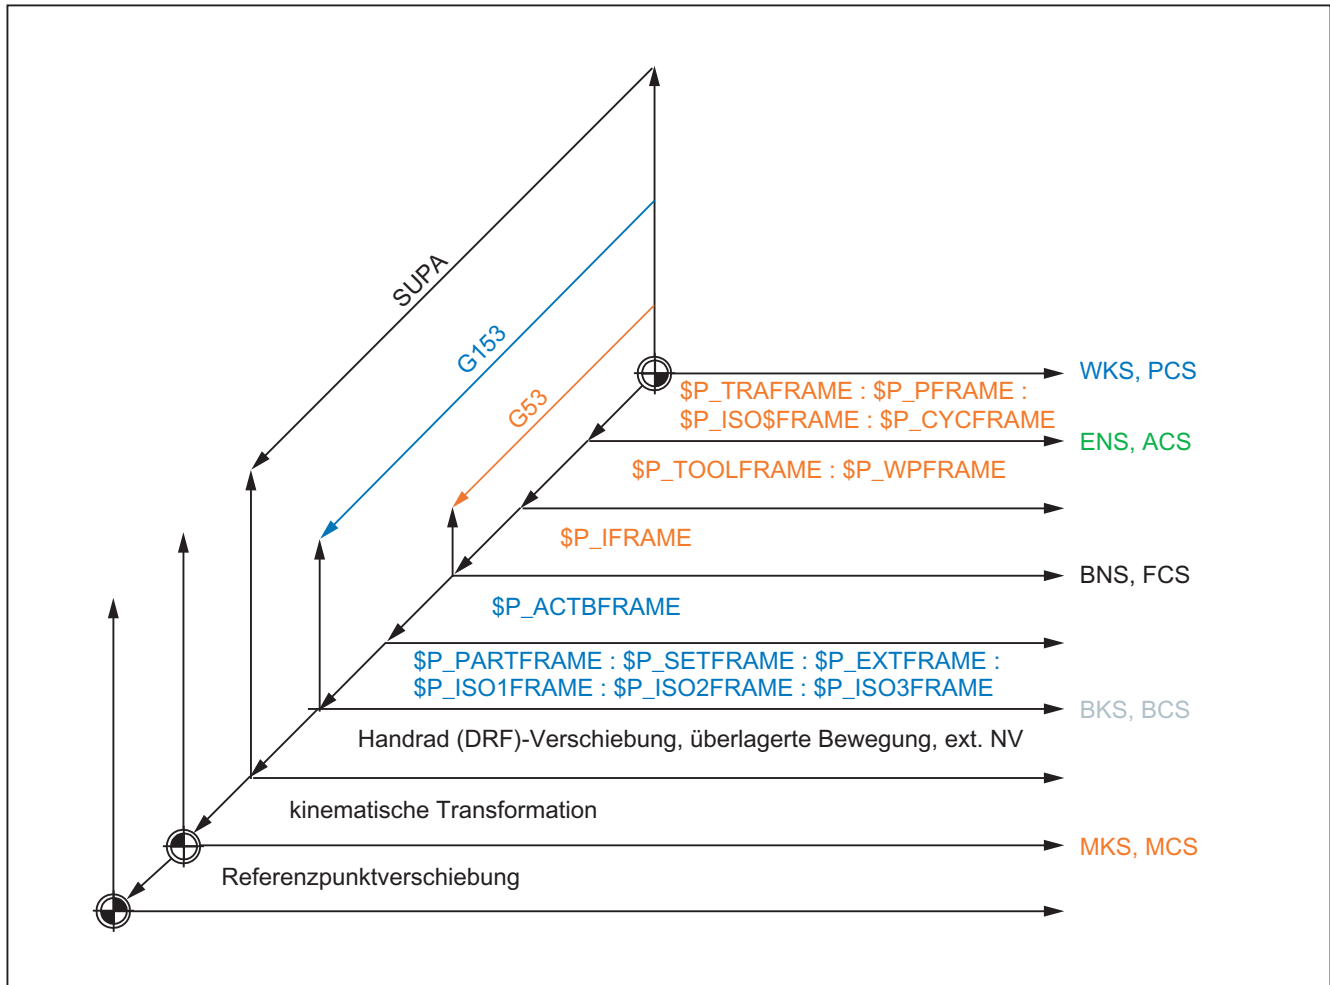 SUPA
G153
G53
WKS, PCS
$P_TRAFRAME : $P_PFRAME :
$P_ISO$FRAME : $P_CYCFRAME
ENS, ACS
$P_TOOLFRAME : $P_WPFRAME
$P_IFRAME
BNS, FCS
$P_ACTBFRAME
$P_PARTFRAME : $P_SETFRAME : $P_EXTFRAME :
$P_ISO1FRAME : $P_ISO2FRAME : $P_ISO3FRAME
BKS, BCS
Handrad (DRF)-Verschiebung, überlagerte Bewegung, ext. NV
kinematische Transformation
MKS, MCS
Referenzpunktverschiebung